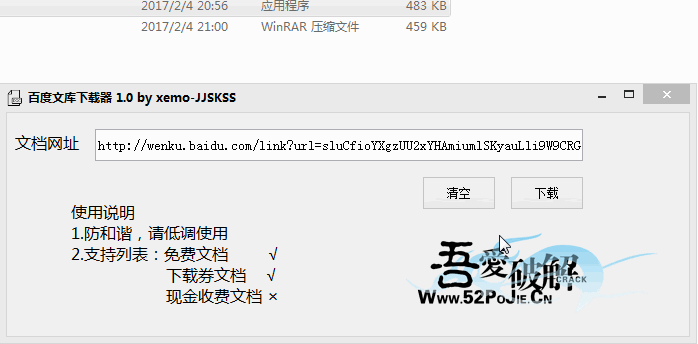 2017/2/4 20:56 应用程序 483 KB
2017/2/4 21:00 WinRAR 压缩文件 459 KB
百度文库下载器 1.0 by xemo-JJSKSS
文档网址 http://wenku.baidu.com/link?url=sluCfioYXgzUU2xYHAmiumlSKyauLli9W9CRG
清空 下载
使用说明
1.防和谐，请低调使用
2.支持列表：免费文档 √
下载券文档 √
现金收费文档 ×
吾爱破解
CRACK
Www.52PoJie.Cn